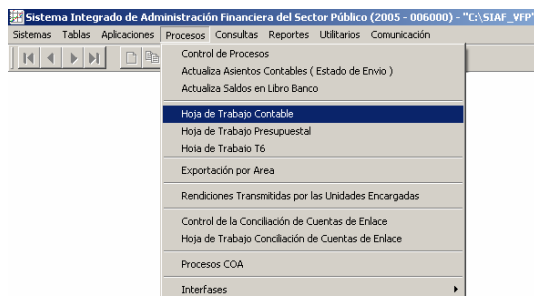 Sistema Integrado de Administración Financiera del Sector Público (2005 - 006000) - "C:\SIAF_VFP"
Sistemas Tablas Aplicaciones Procesos Consultas Reportes Utilitarios Comunicación
Control de Procesos
Actualiza Asientos Contables ( Estado de Envio )
Actualiza Saldos en Libro Banco
Hoja de Trabajo Contable
Hoja de Trabajo Presupuestal
Hoja de Trabajo T6
Exportación por Area
Rendiciones Transmitidas por las Unidades Encargadas
Control de la Conciliación de Cuentas de Enlace
Hoja de Trabajo Conciliación de Cuentas de Enlace
Procesos COA
Interfases